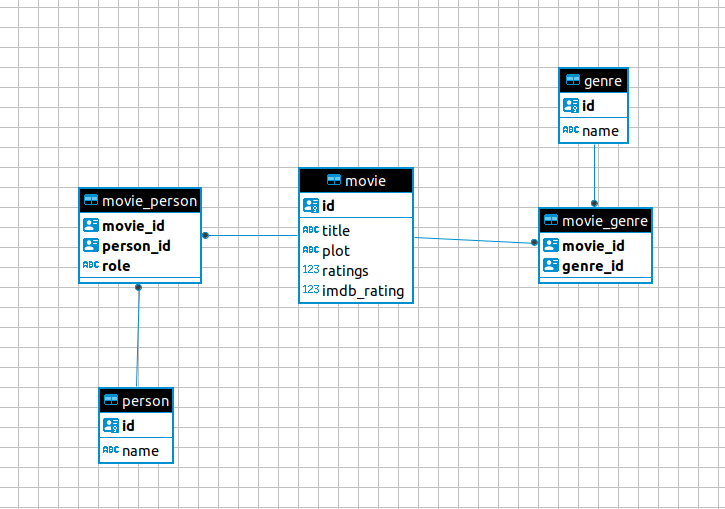 genre
id
ABC name
movie_person
movie_id
person_id
ABC role
movie
id
ABC title
ABC plot
123 ratings
123 imdb_rating
movie_genre
movie_id
genre_id
person
id
ABC name